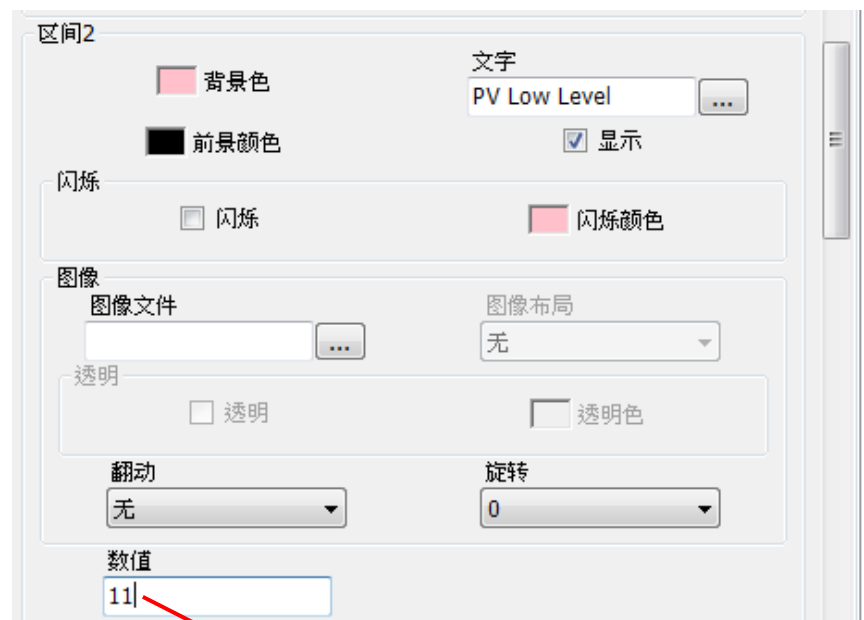 区间2
背景色
文字
PV Low Level
...
前景颜色
显示
闪烁
闪烁
闪烁颜色
图像
图像文件
图像布局
...
无
透明
透明
透明色
翻动
旋转
无
0
数值
11